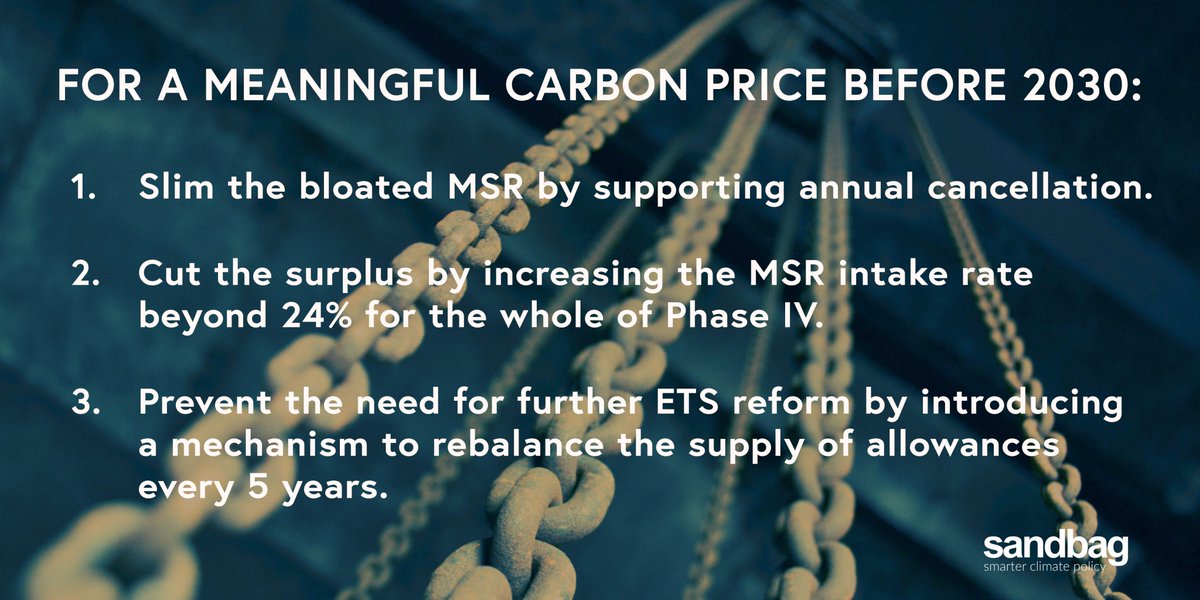 FOR A MEANINGFUL CARBON PRICE BEFORE 2030:
1. Slim the bloated MSR by supporting annual cancellation.
2. Cut the surplus by increasing the MSR intake rate
beyond 24% for the whole of Phase IV.
3. Prevent the need for further ETS reform by introducing
a mechanism to rebalance the supply of allowances
every 5 years.
sandbag
smarter climate policy